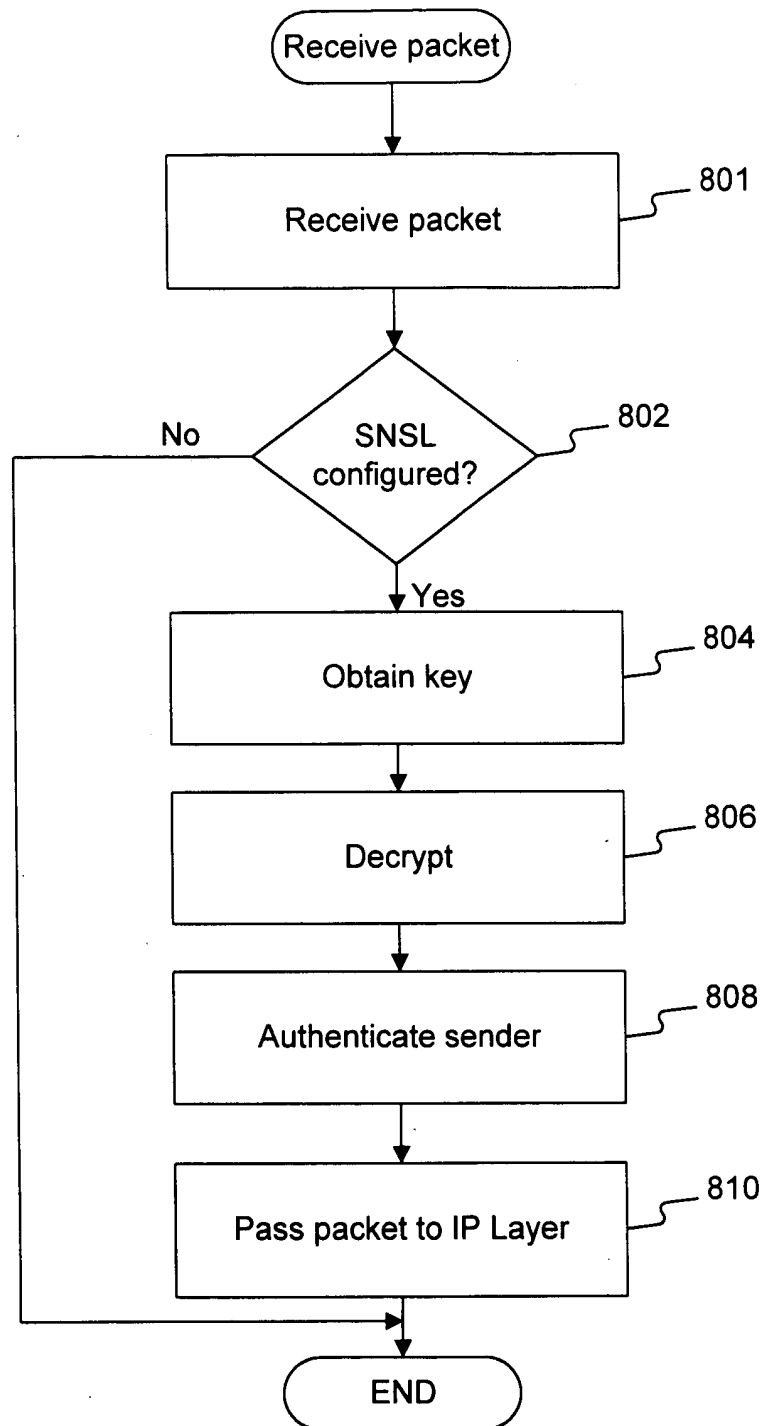 Receive packet
Receive packet
801
SNSL
configured?
802
No
Yes
Obtain key
804
Decrypt
806
Authenticate sender
808
Pass packet to IP Layer
810
END